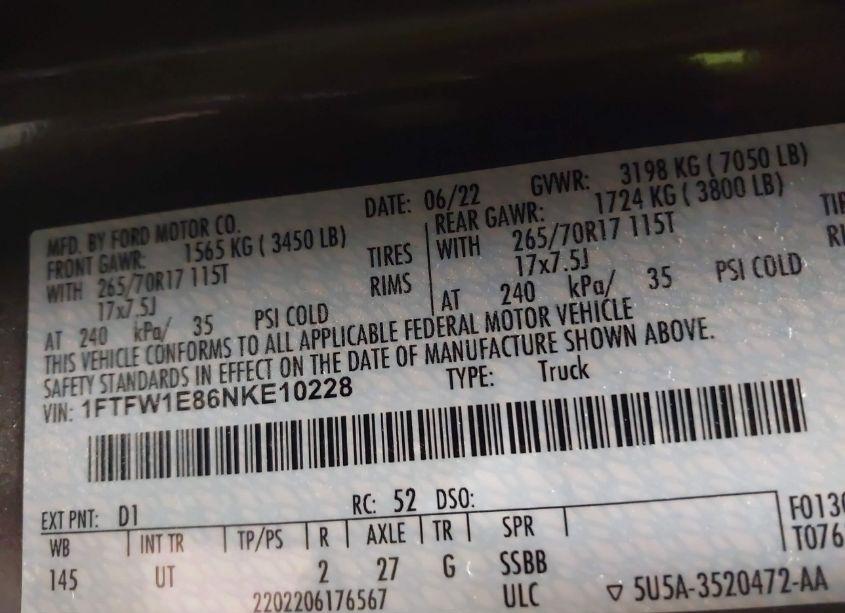 MFD. BY FORD MOTOR CO. DATE: 06/22 GVWR: 3198 KG ( 7050 LB)
FRONT GAWR: 1565 KG ( 3450 LB) REAR GAWR: 1724 KG ( 3800 LB)
WITH 265/70R17 115T TIRES WITH 265/70R17 115T
17x7.5J RIMS 17x7.5J
AT 240 kPa/ 35 PSI COLD AT 240 kPa/ 35 PSI COLD
THIS VEHICLE CONFORMS TO ALL APPLICABLE FEDERAL MOTOR VEHICLE
SAFETY STANDARDS IN EFFECT ON THE DATE OF MANUFACTURE SHOWN ABOVE.
VIN: 1FTFW1E86NKE10228 TYPE: Truck
EXT PNT: D1 RC: 52 DSO:
WB INT TR TP/PS R AXLE TR SPR
145 UT 2 27 G SSBB
2202206176567 ULC ▽ 5U5A-3520472-AA